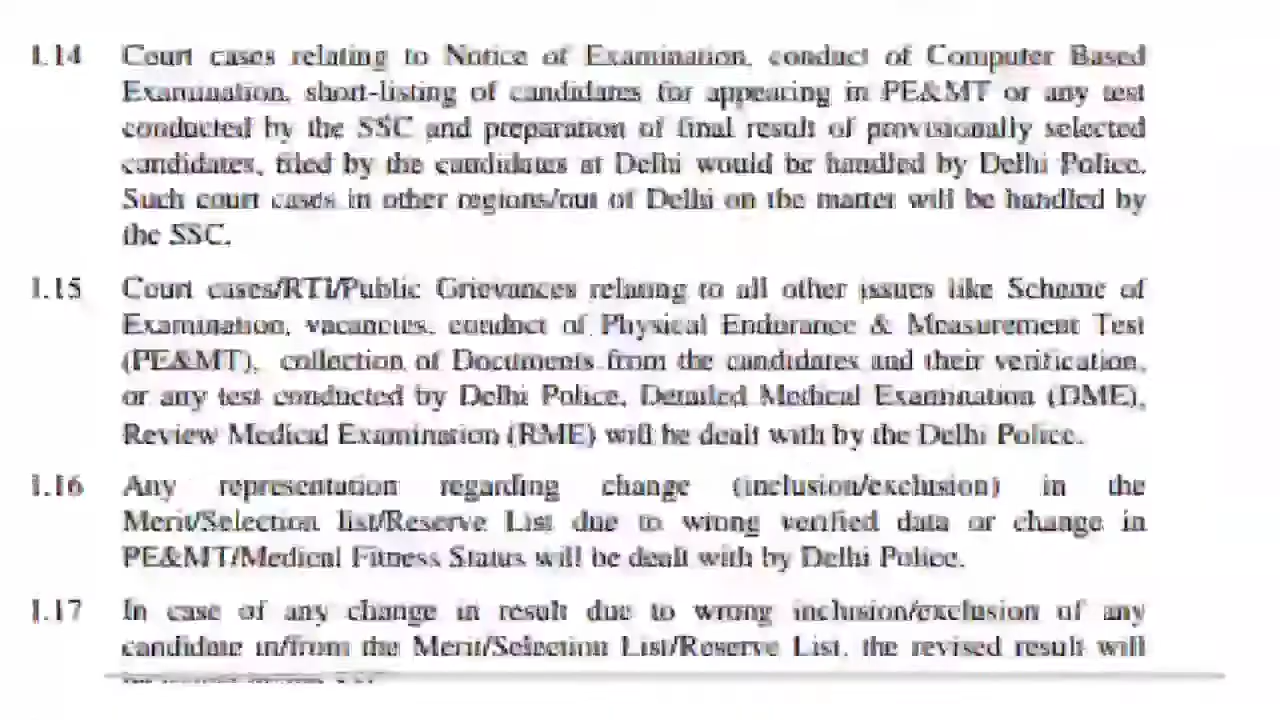 1.14 Court cases relating to Notice of Examination, conduct of Computer Based
Examination, short-listing of candidates for appearing in PE&MT or any test
conducted by the SSC and preparation of final result of provisionally selected
candidates, filed by the candidates at Delhi would be handled by Delhi Police.
Such court cases in other regions/out of Delhi on the matter will be handled by
the SSC.
1.15 Court cases/RTI/Public Grievances relating to all other issues like Scheme of
Examination, vacancies, conduct of Physical Endurance & Measurement Test
(PE&MT), collection of Documents from the candidates and their verification,
or any test conducted by Delhi Police, Detailed Medical Examination (DME),
Review Medical Examination (RME) will be dealt with by the Delhi Police.
1.16 Any representation regarding change (inclusion/exclusion) in the
Merit/Selection list/Reserve List due to wrong verified data or change in
PE&MT/Medical Fitness Status will be dealt with by Delhi Police.
1.17 In case of any change in result due to wrong inclusion/exclusion of any
candidate in/from the Merit/Selection List/Reserve List, the revised result will